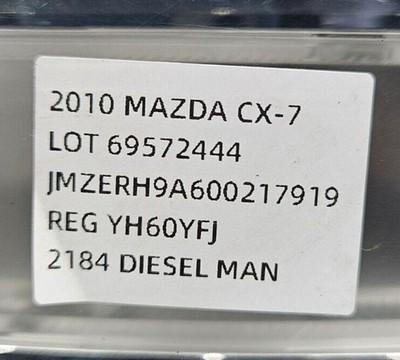 2010 MAZDA CX-7
LOT 69572444
JMZERH9A600217919
REG YH60YFJ
2184 DIESEL MAN